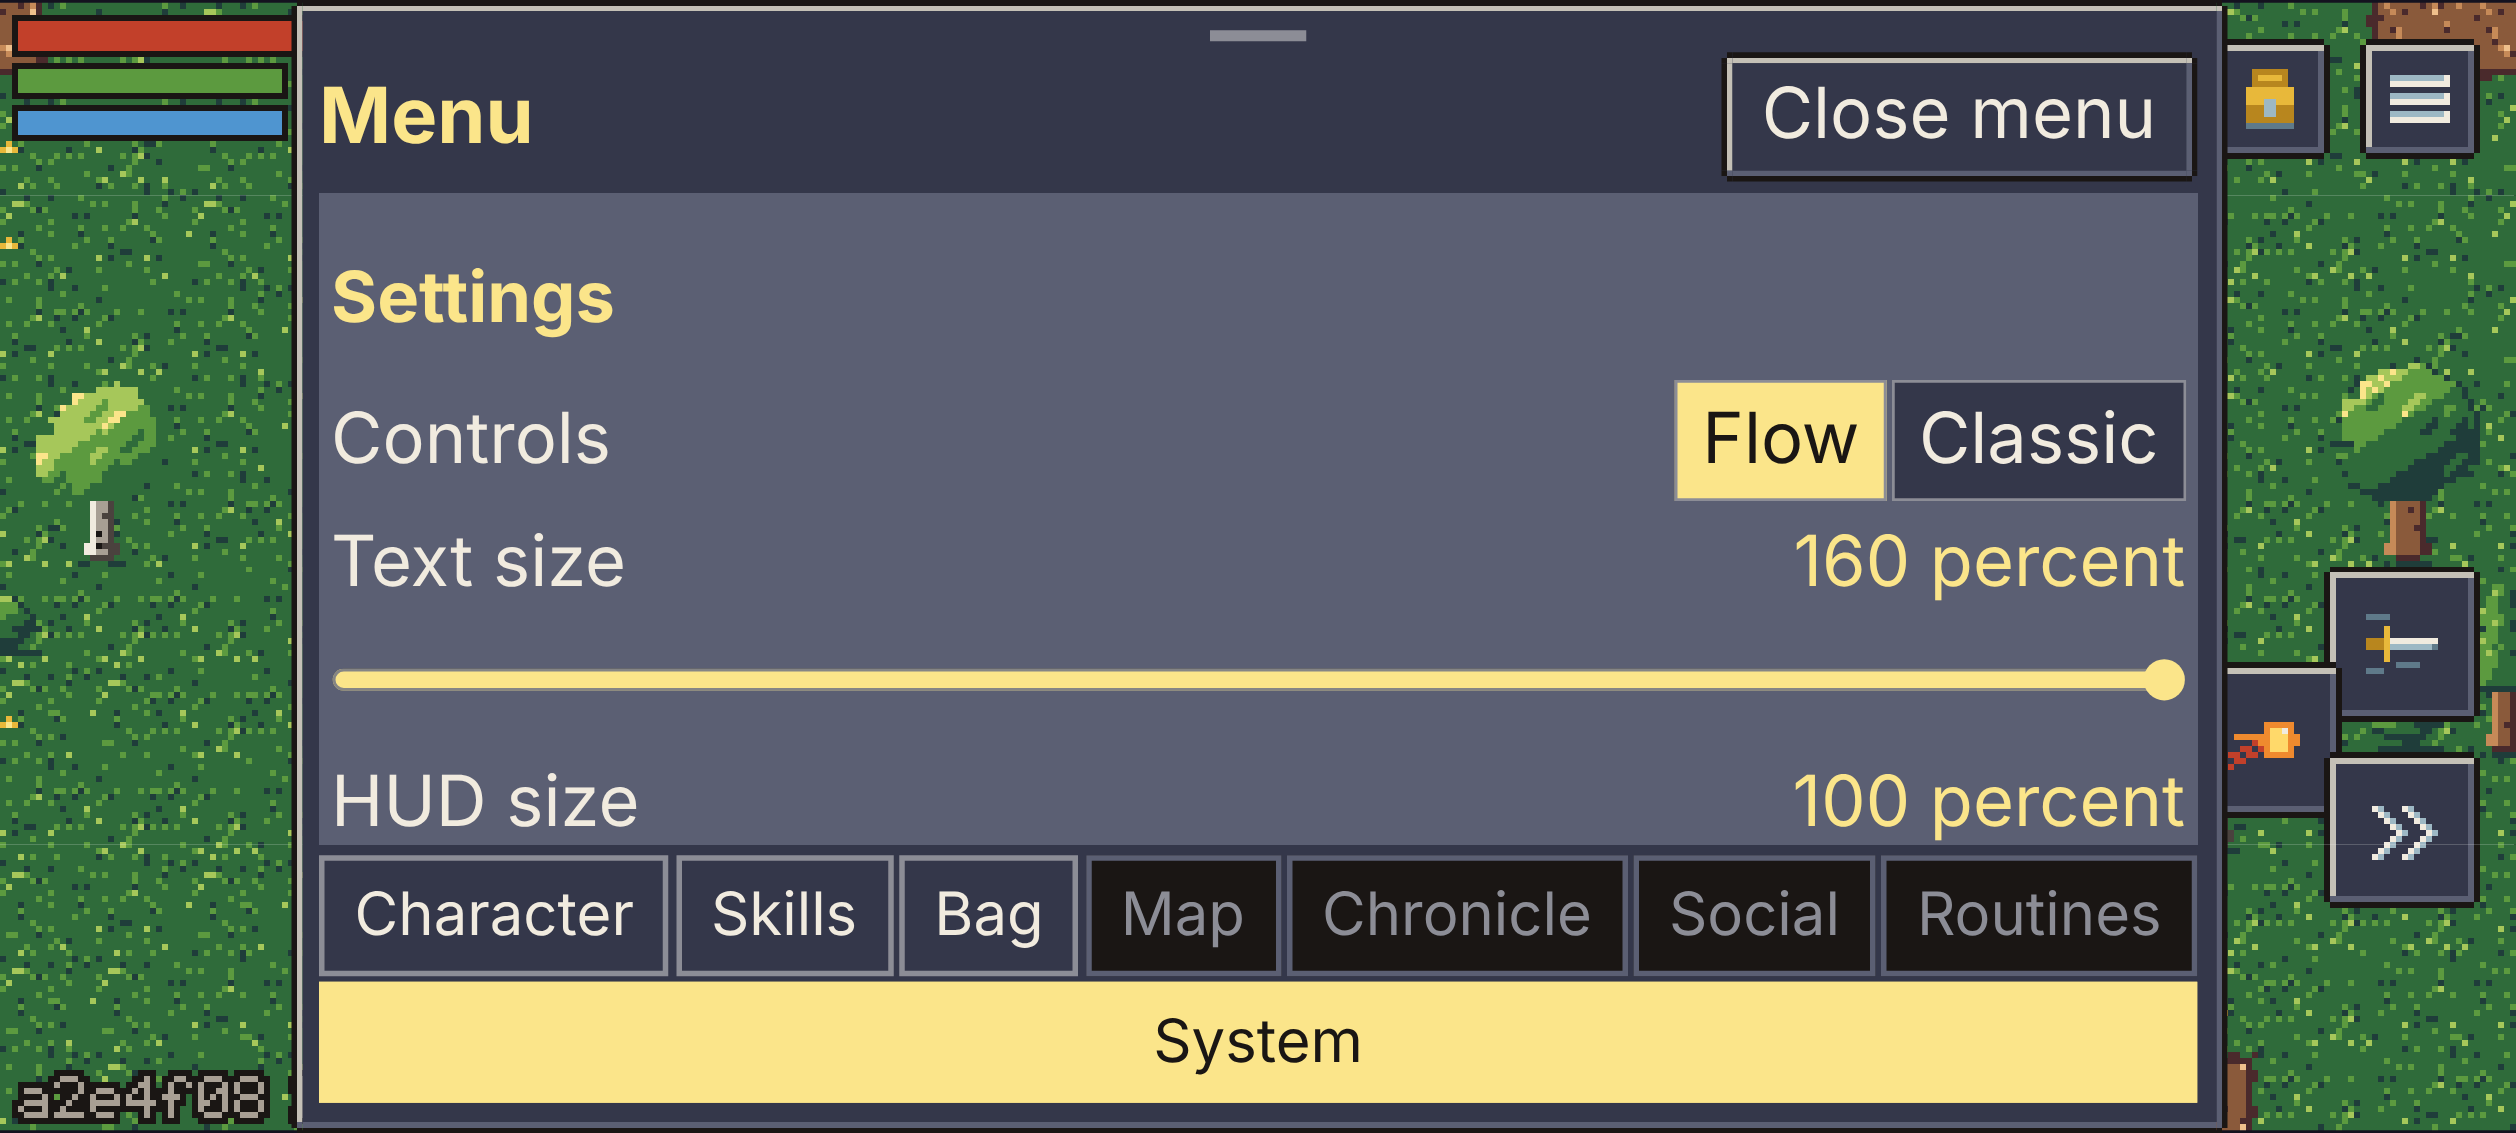 Menu
Close menu
Settings
Controls
Flow Classic
Text size
160 percent
HUD size
100 percent
Character Skills Bag Map Chronicle Social Routines
System
a2e4f08